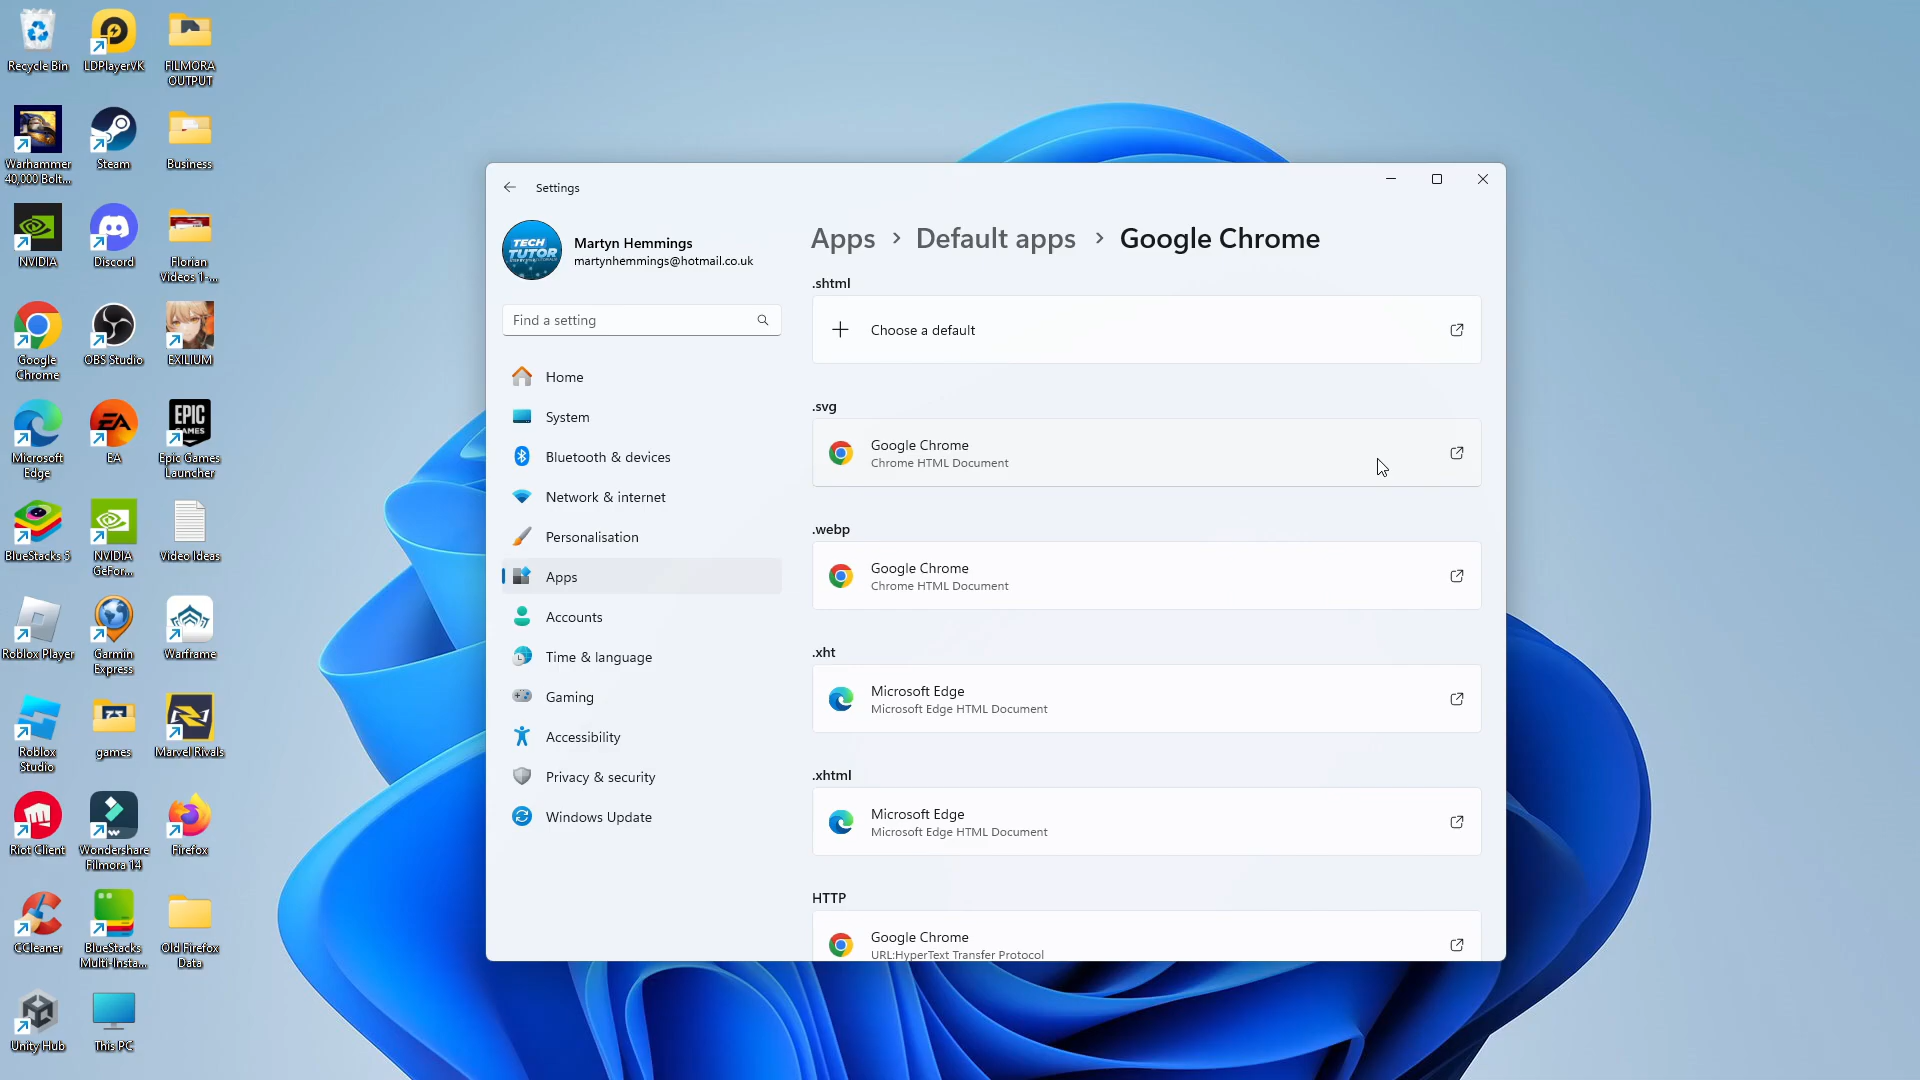 Recycle Bin
LDPlayerVK
FILMORA
OUTPUT
Warhammer
40,000 Bolt...
Steam
Business
NVIDIA
Discord
Florian
Videos 1-...
Google
Chrome
OBS Studio
EXILIUM
Microsoft
Edge
EA
EA
EPIC
GAMES
Epic Games
Launcher
BlueStacks 5
NVIDIA
GeFor...
Video Ideas
Roblox Player
Garmin
Express
Warframe
Roblox
Studio
games
Marvel Rivals
Riot Client
Wondershare
Filmora 14
Firefox
CCleaner
BlueStacks
Multi-Insta...
Old Firefox
Data
Unity Hub
This PC
Settings
TECH
TUTOR
Martyn Hemmings
martynhemmings@hotmail.co.uk
Find a setting
Home
System
Bluetooth & devices
Network & internet
Personalisation
Apps
Accounts
Time & language
Gaming
Accessibility
Privacy & security
Windows Update
Apps > Default apps > Google Chrome
.shtml
Choose a default
.svg
Google Chrome
Chrome HTML Document
.webp
Google Chrome
Chrome HTML Document
.xht
Microsoft Edge
Microsoft Edge HTML Document
.xhtml
Microsoft Edge
Microsoft Edge HTML Document
HTTP
Google Chrome
URL:HyperText Transfer Protocol